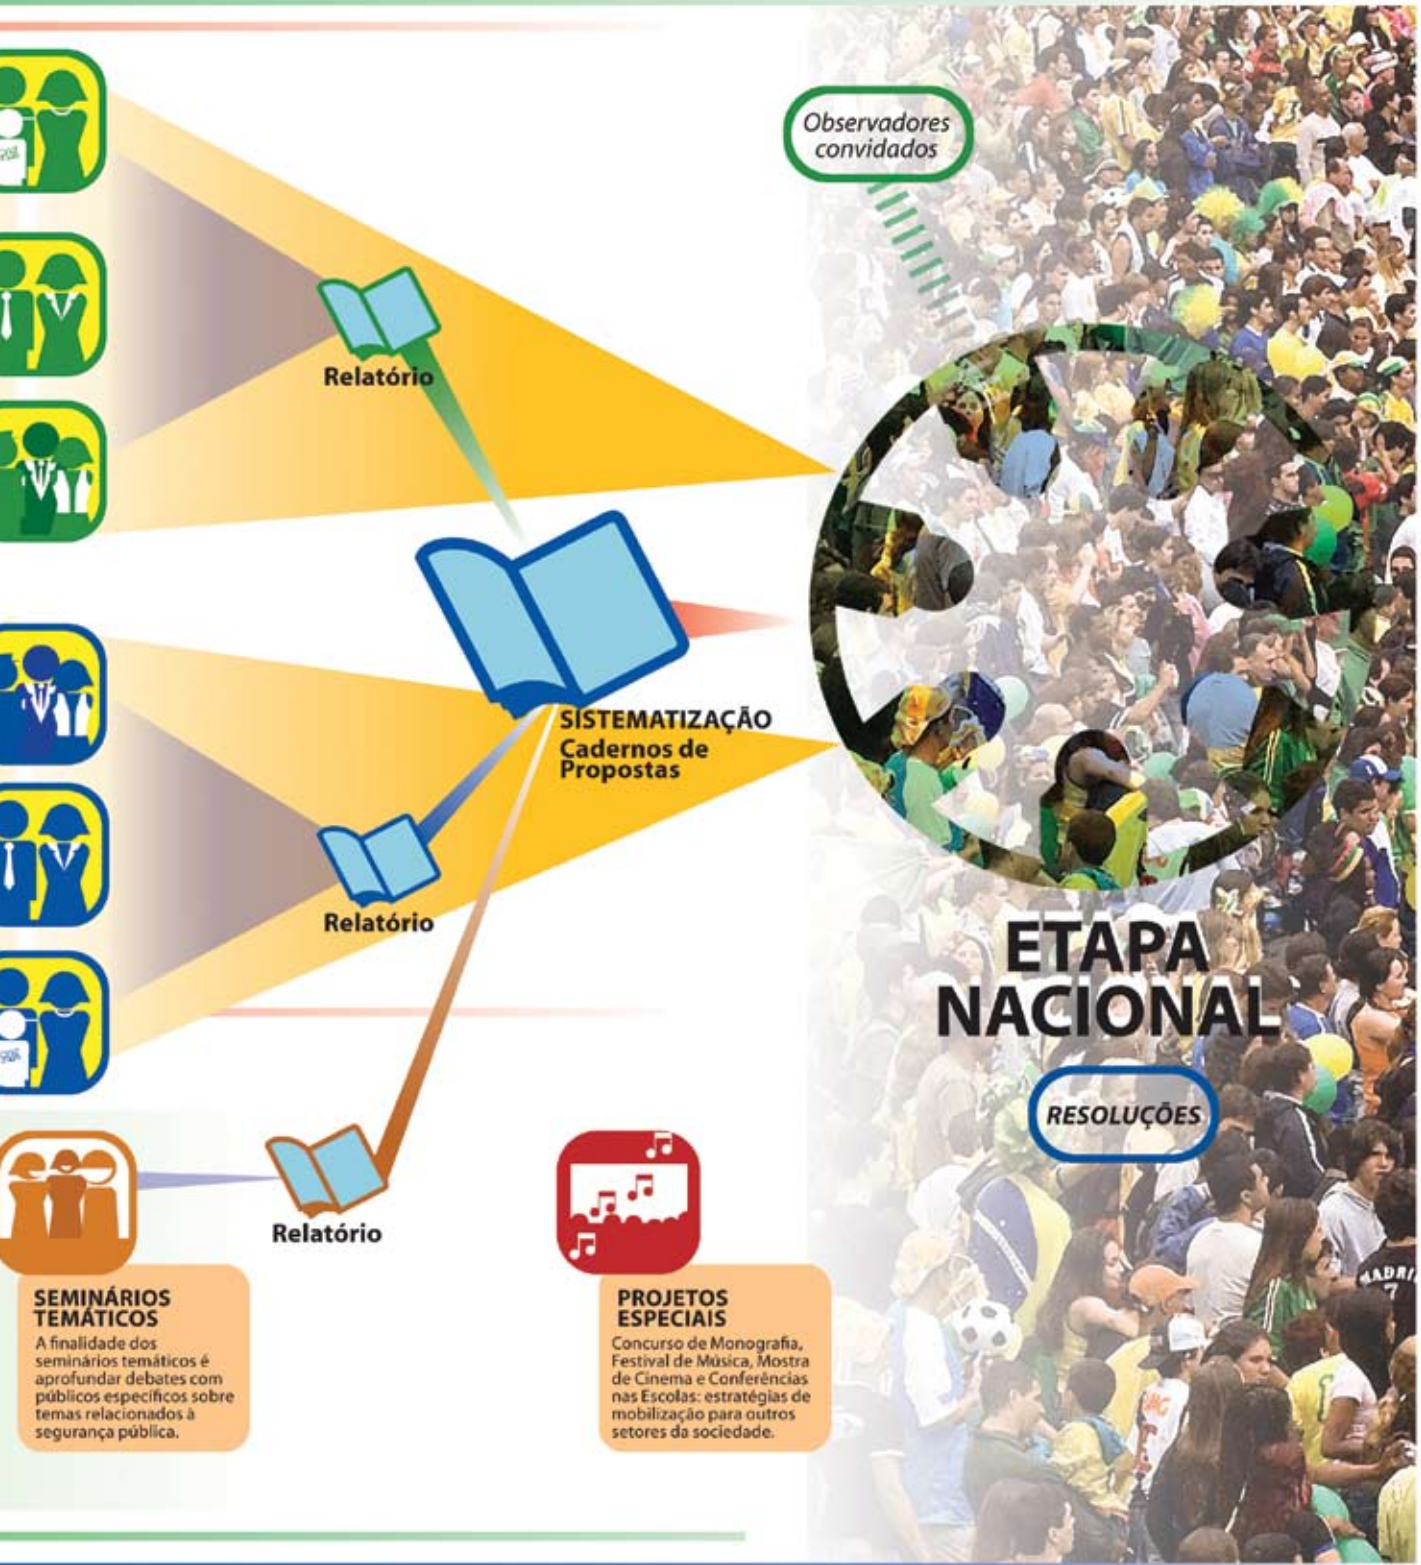 Observadores
convidados
Relatório
SISTEMATIZAÇÃO
Cadernos de
Propostas
Relatório
ETAPA
NACIONAL
RESOLUÇÕES
Relatório
SEMINÁRIOS
TEMÁTICOS
A finalidade dos
seminários temáticos é
aprofundar debates com
públicos específicos sobre
temas relacionados à
segurança pública.
PROJETOS
ESPECIAIS
Concurso de Monografia,
Festival de Música, Mostra
de Cinema e Conferências
nas Escolas: estratégias de
mobilização para outros
setores da sociedade.
MADRI
7